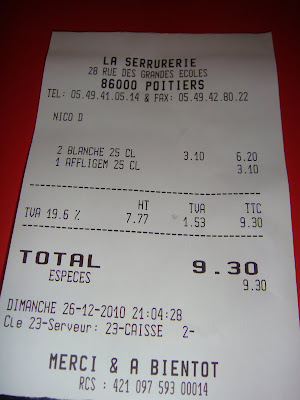 LA SERRURERIE
28 RUE DES GRANDES ECOLES
86000 POITIERS
TEL: 05.49.41.05.14 & FAX: 05.49.42.80.22
NICO D
2 BLANCHE 25 CL 3.10 6.20
1 AFFLIGEM 25 CL 3.10
HT TVA TTC
TVA 19.6 % 7.77 1.53 9.30
TOTAL 9.30
ESPECES 9.30
DIMANCHE 26-12-2010 21:04:28
Cle 23-Serveur: 23-CAISSE 2-
MERCI & A BIENTOT
RCS : 421 097 593 00014